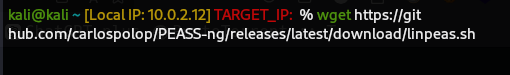 kali@kali ~ [Local IP: 10.0.2.12] TARGET_IP:  % wget https://git
hub.com/carlospolop/PEASS-ng/releases/latest/download/linpeas.sh